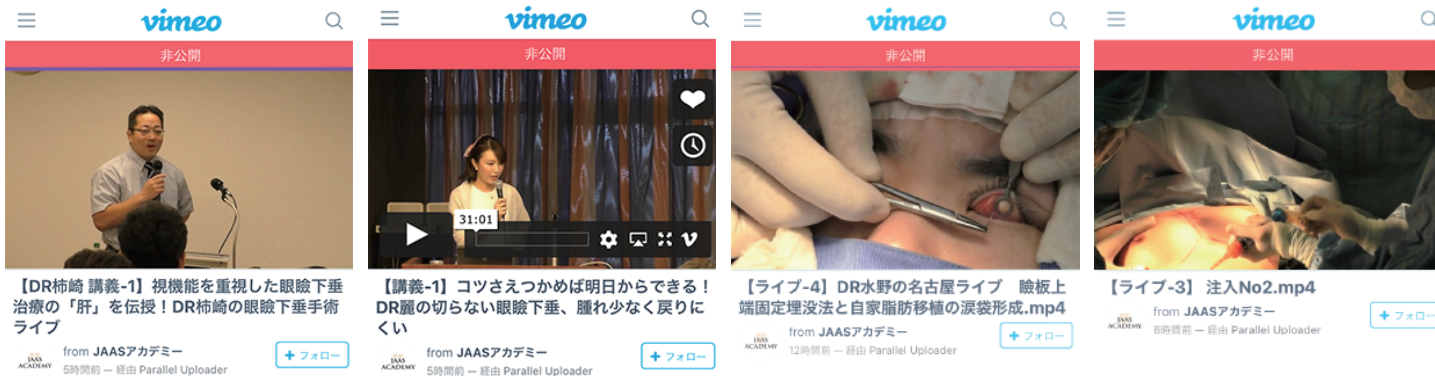 vimeo
非公開
【DR柿崎 講義-1】視機能を重視した眼瞼下垂
治療の「肝」を伝授！DR柿崎の眼瞼下垂手術
ライブ
JAAS
ACADEMY
from JAASアカデミー
5時間前 — 経由 Parallel Uploader
+ フォロー
vimeo
非公開
31:01
【講義-1】コツさえつかめば明日からできる！
DR麗の切らない眼瞼下垂、腫れ少なく戻りに
くい
JAAS
ACADEMY
from JAASアカデミー
5時間前 — 経由 Parallel Uploader
+ フォロー
vimeo
非公開
【ライブ-4】DR水野の名古屋ライブ　瞼板上
端固定埋没法と自家脂肪移植の涙袋形成.mp4
JAAS
ACADEMY
from JAASアカデミー
12時間前 — 経由 Parallel Uploader
+ フォロー
vimeo
非公開
【ライブ-3】 注入No2.mp4
JAAS
ACADEMY
from JAASアカデミー
8時間前 — 経由 Parallel Uploader
+ フォロー